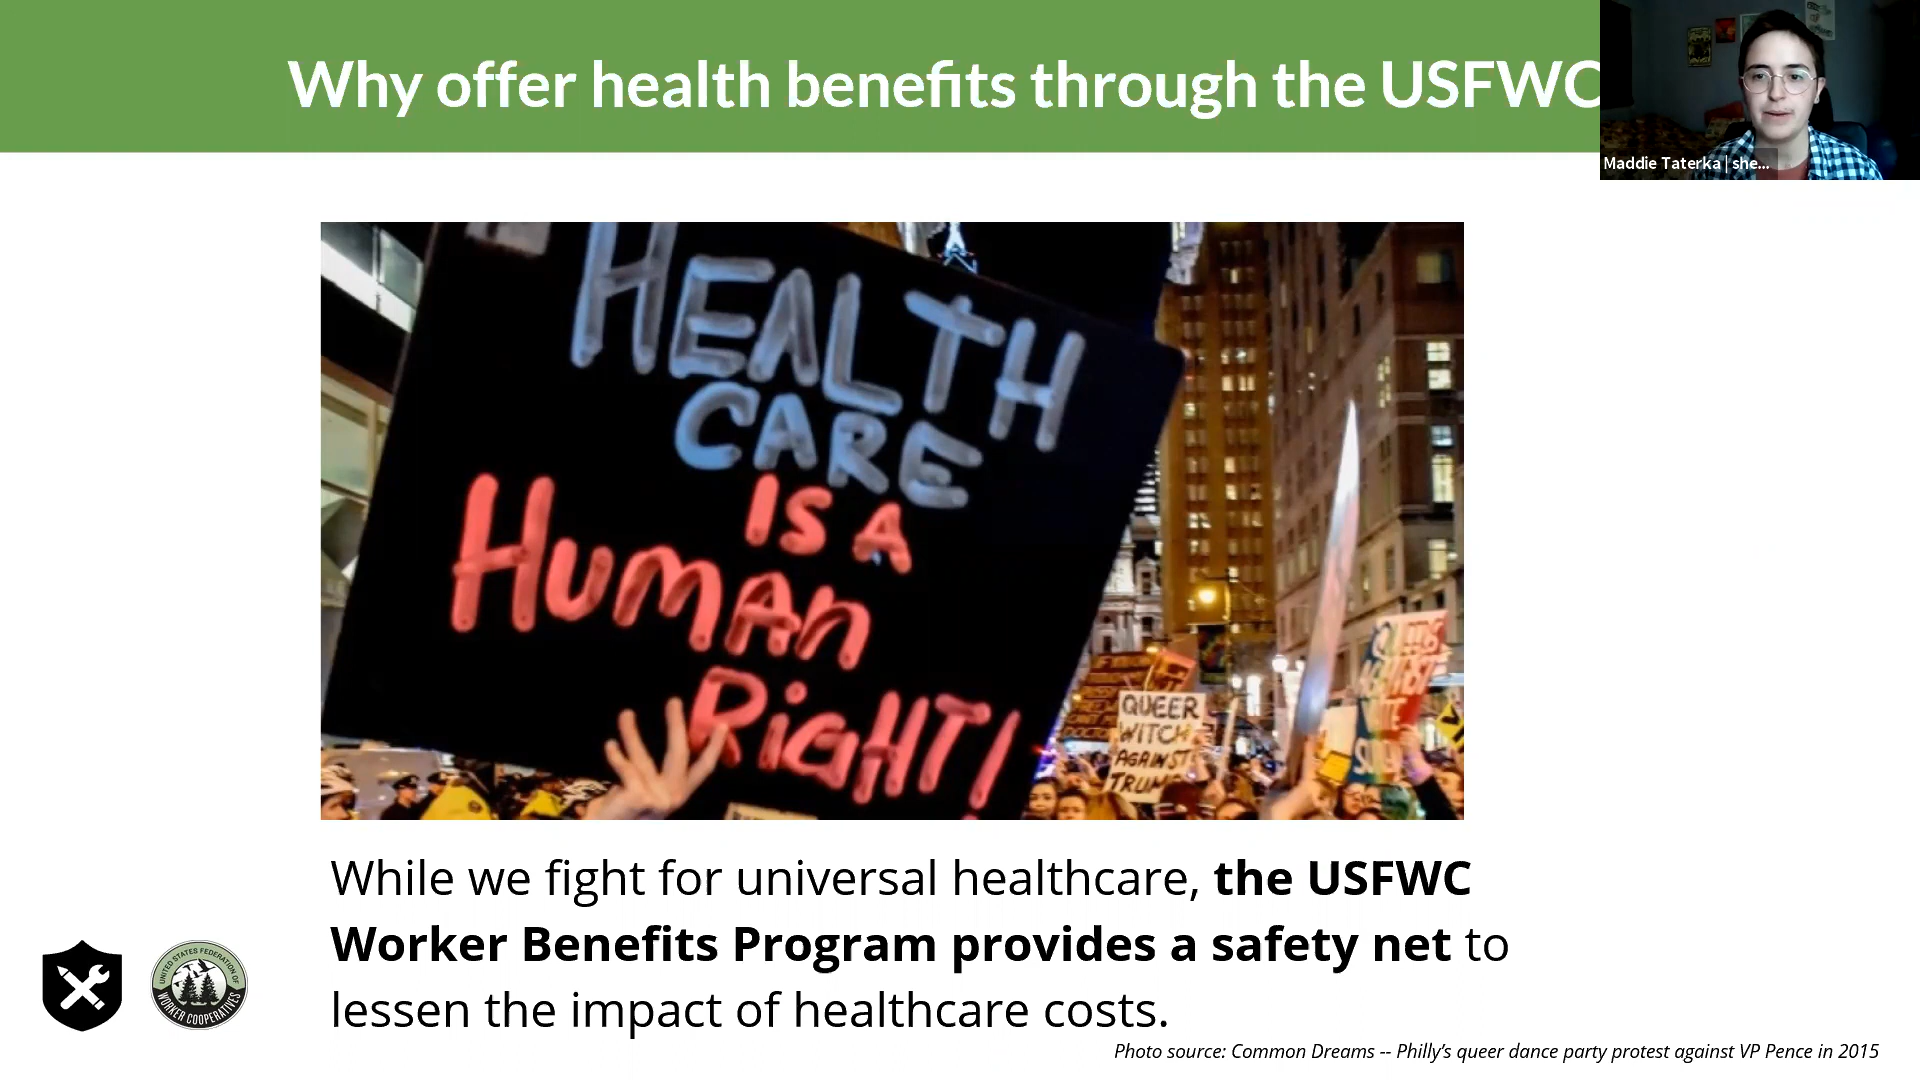 Why offer health benefits through the USFWC
Maddie Taterka | she...
HEALTH
CARE
IS A
HUMAN
RIGHT!
QUEER
WITCH
AGAINST
TRUMP
QUEERS
AGAINST
While we fight for universal healthcare, the USFWC
Worker Benefits Program provides a safety net to
lessen the impact of healthcare costs.
UNITED STATES FEDERATION OF
WORKER COOPERATIVES
Photo source: Common Dreams -- Philly's queer dance party protest against VP Pence in 2015